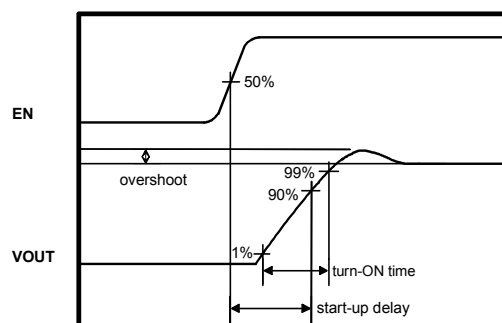 50%
EN
overshoot
99%
90%
1%
VOUT
turn-ON time
start-up delay